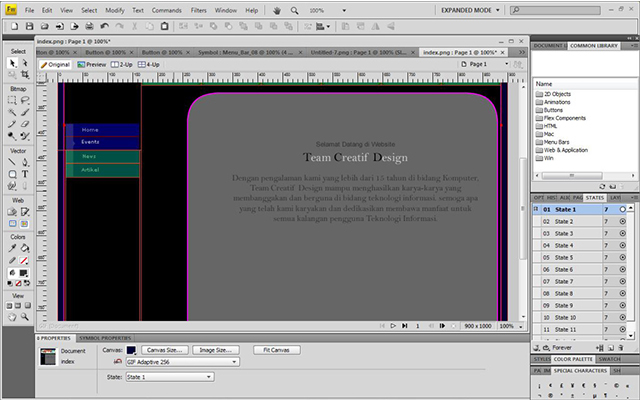 Fw File Edit View Select Modify Text Commands Filters Window Help 100% EXPANDED MODE
index.png : Page 1 @ 100%*
Button @ 100%* Button @ 100%* Symbol : Menu_Bar_08 @ 100% (4 ... Untitled-7.png : Page 1 @ 100% (SL... index.png : Page 1 @ 100%*
Original Preview 2-Up 4-Up Page 1
Select
Bitmap
Vector
Web
Colors
View
Home
Events
News
Artikel
Selamat Datang di Website
Team Creatif Design
Dengan pengalaman kami yang lebih dari 15 tahun di bidang Komputer,
Team Creatif Design mampu menghasilkan karya-karya yang
membanggakan dan berguna di bidang teknologi informasi, semoga apa
yang telah kami karyakan dan dedikasikan membawa manfaat untuk
semua kalangan pengguna Teknologi Informasi
GIF (Document) 1 900 x 1000 100%
PROPERTIES SYMBOL PROPERTIES
Document
index
Canvas: Canvas Size... Image Size... Fit Canvas
GIF Adaptive 256
State: State 1
DOCUMENT L COMMON LIBRARY
Name
2D Objects
Animations
Buttons
Flex Components
HTML
Mac
Menu Bars
Web & Application
Win
OPT HIST ALI PAG STATES LAY
01 State 1 7
02 State 2 7
03 State 3 7
04 State 4 7
05 State 5 7
06 State 6 7
07 State 7 7
08 State 8 7
09 State 9 7
10 State 10 7
11 State 11 7
Forever
STYLES COLOR PALETTE SWATCH
SPECIAL CHARACTERS